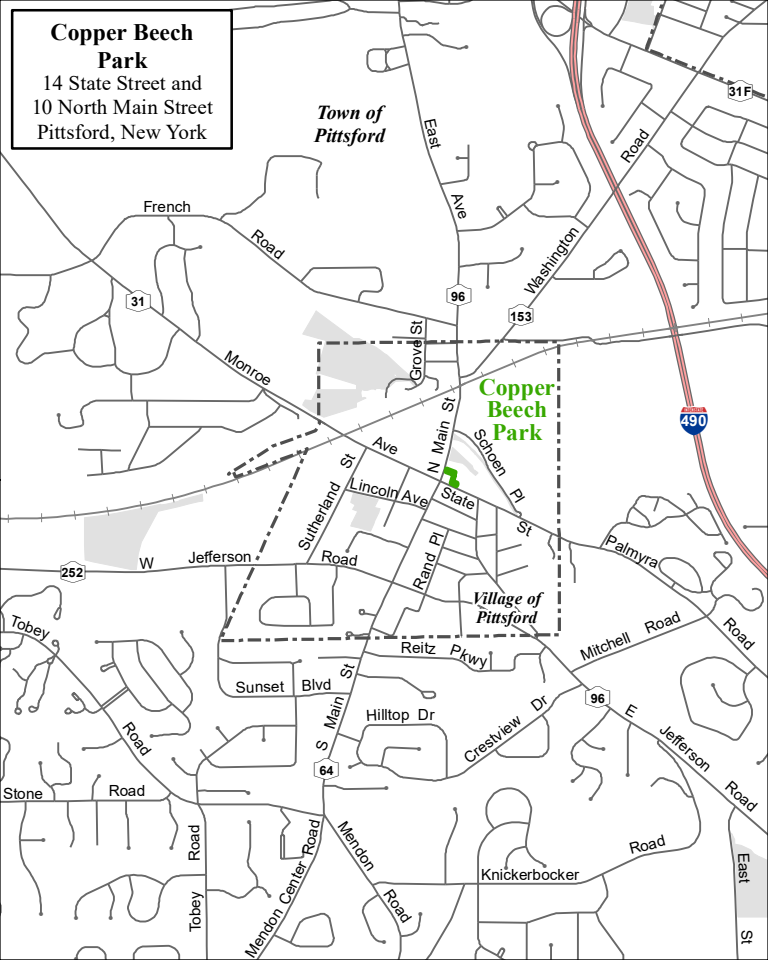 Copper Beech
Park
14 State Street and
10 North Main Street
Pittsford, New York
Town of
Pittsford
31F
East
Ave
Road
Washington
French
Road
31
96
153
Grove St
Monroe
Ave
Copper
Beech
Park
N Main St
Schoen Pl
490
Sutherland St
Lincoln Ave
State
St
252
W
Jefferson
Road
Rand Pl
Palmyra
Road
Village of
Pittsford
Tobey
Road
Reitz Pkwy
Mitchell Road
Sunset Blvd
S Main St
Hilltop Dr
Crestview Dr
96
E
Jefferson
Road
64
Stone Road
Tobey Road
Mendon Center Road
Mendon
Road
Knickerbocker
Road
East
St